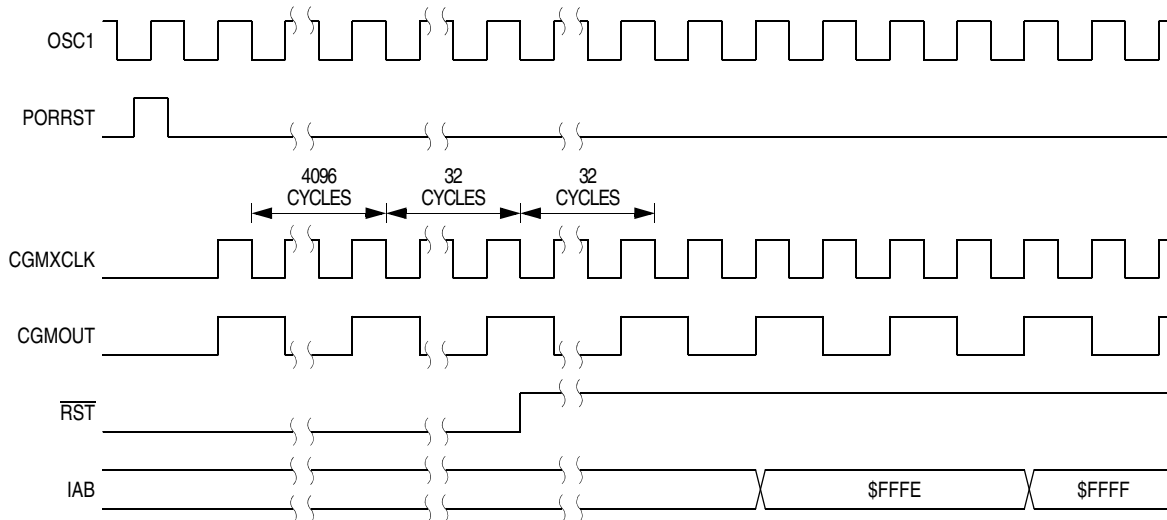 OSC1
PORRST
4096
CYCLES
32
CYCLES
32
CYCLES
CGMXCLK
CGMOUT
RST
IAB
$FFFE
$FFFF